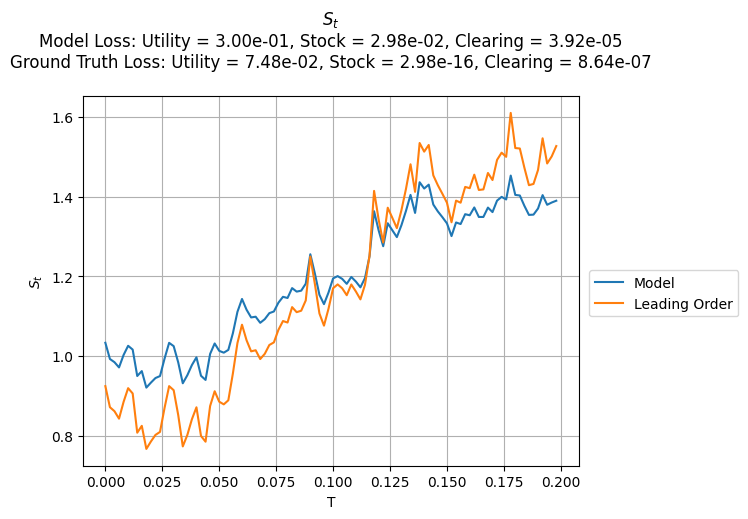 S_t
Model Loss: Utility = 3.00e-01, Stock = 2.98e-02, Clearing = 3.92e-05
Ground Truth Loss: Utility = 7.48e-02, Stock = 2.98e-16, Clearing = 8.64e-07
1.6
1.4
1.2
1.0
0.8
S_t
0.000 0.025 0.050 0.075 0.100 0.125 0.150 0.175 0.200
T
Model
Leading Order